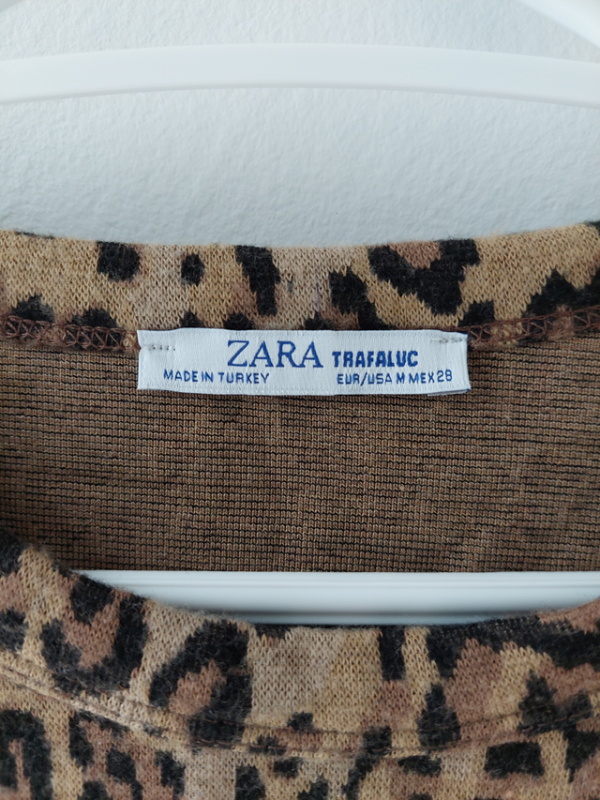 ZARA TRAFALUC
MADE IN TURKEY EUR/USA M MEX 28